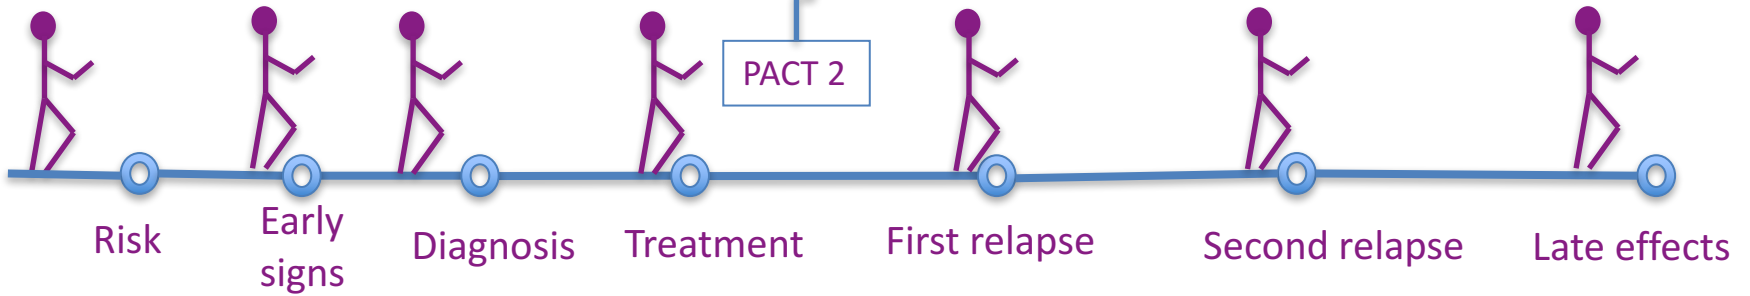 PACT 2
Risk
Early
signs
Diagnosis
Treatment
First relapse
Second relapse
Late effects